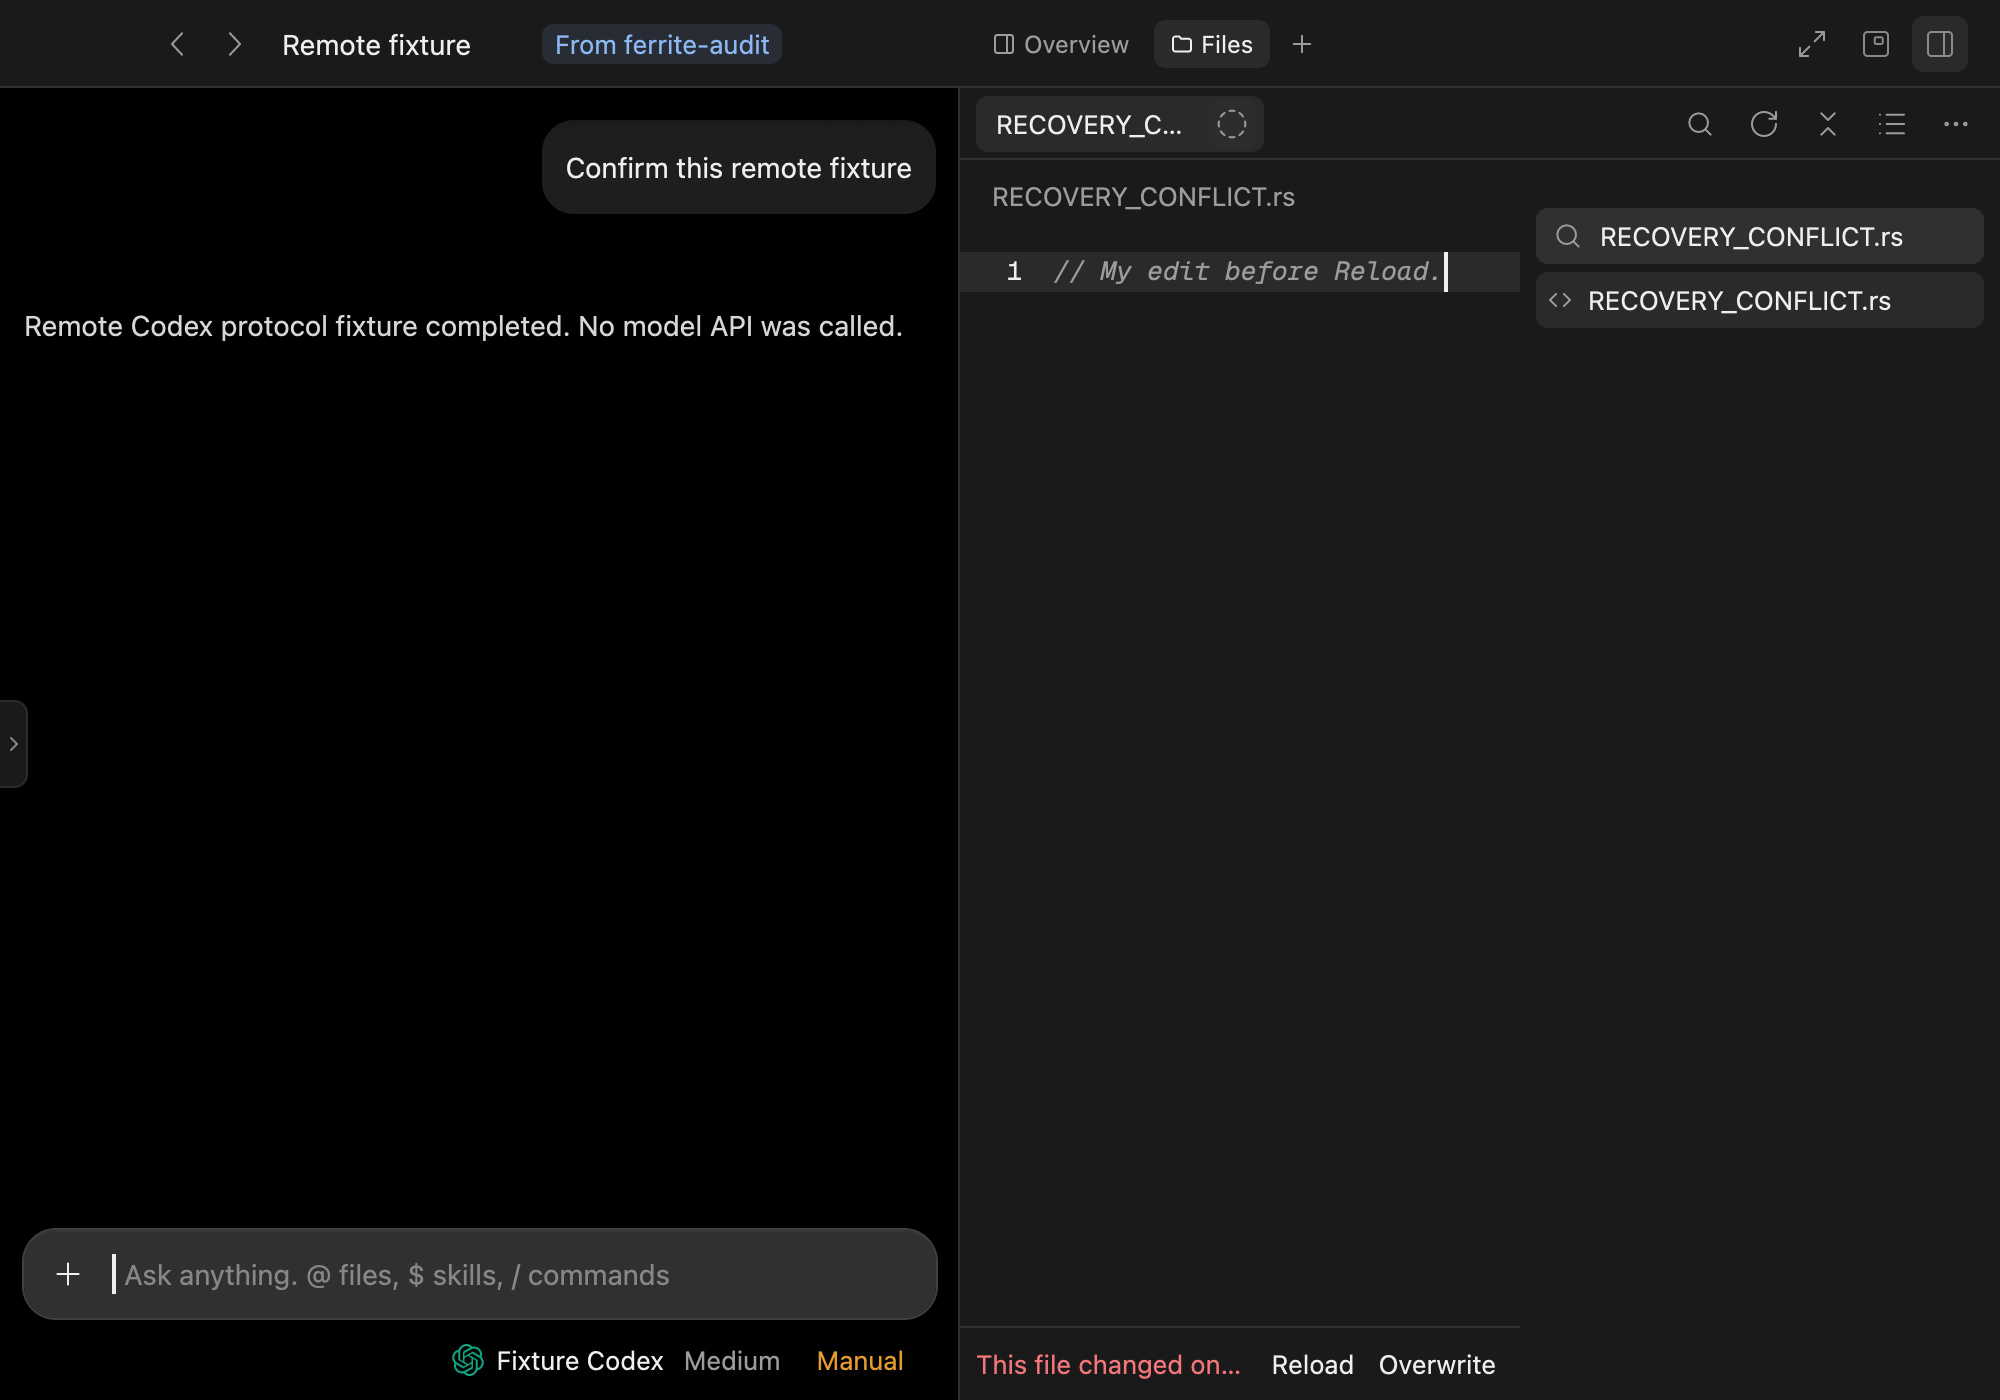 Remote fixture
From ferrite-audit
Overview
Files
Confirm this remote fixture
Remote Codex protocol fixture completed. No model API was called.
RECOVERY_C...
RECOVERY_CONFLICT.rs
1 // My edit before Reload.
RECOVERY_CONFLICT.rs
RECOVERY_CONFLICT.rs
Ask anything. @ files, $ skills, / commands
Fixture Codex Medium Manual
This file changed on... Reload Overwrite